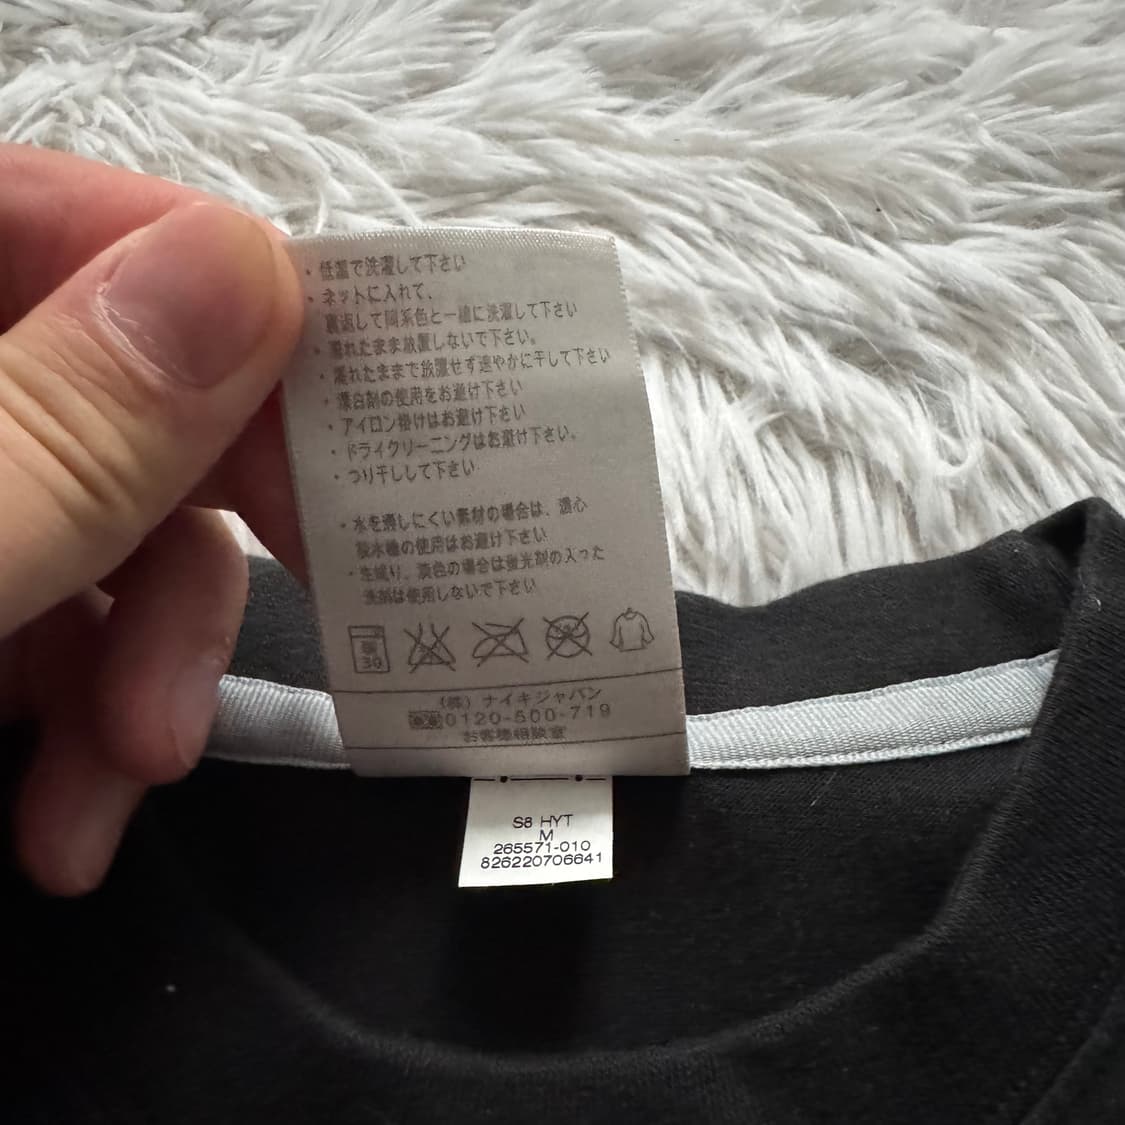 ・低温で洗濯して下さい
・ネットに入れて、
裏返して同系色と一緒に洗濯して下さい
・濡れたまま放置しないで下さい。
・濡れたままで放置せず速やかに干して下さい
・漂白剤の使用をお避け下さい
・アイロン掛けはお避け下さい
・ドライクリーニングはお避け下さい。
・つり干しして下さい
・水を通しにくい素材の場合は、遠心
脱水機の使用はお避け下さい
・生成り、淡色の場合は蛍光剤の入った
洗剤は使用しないで下さい
30
(株) ナイキジャパン
0120-500-719
お客様相談室
S8 HYT
M
265571-010
826220706641